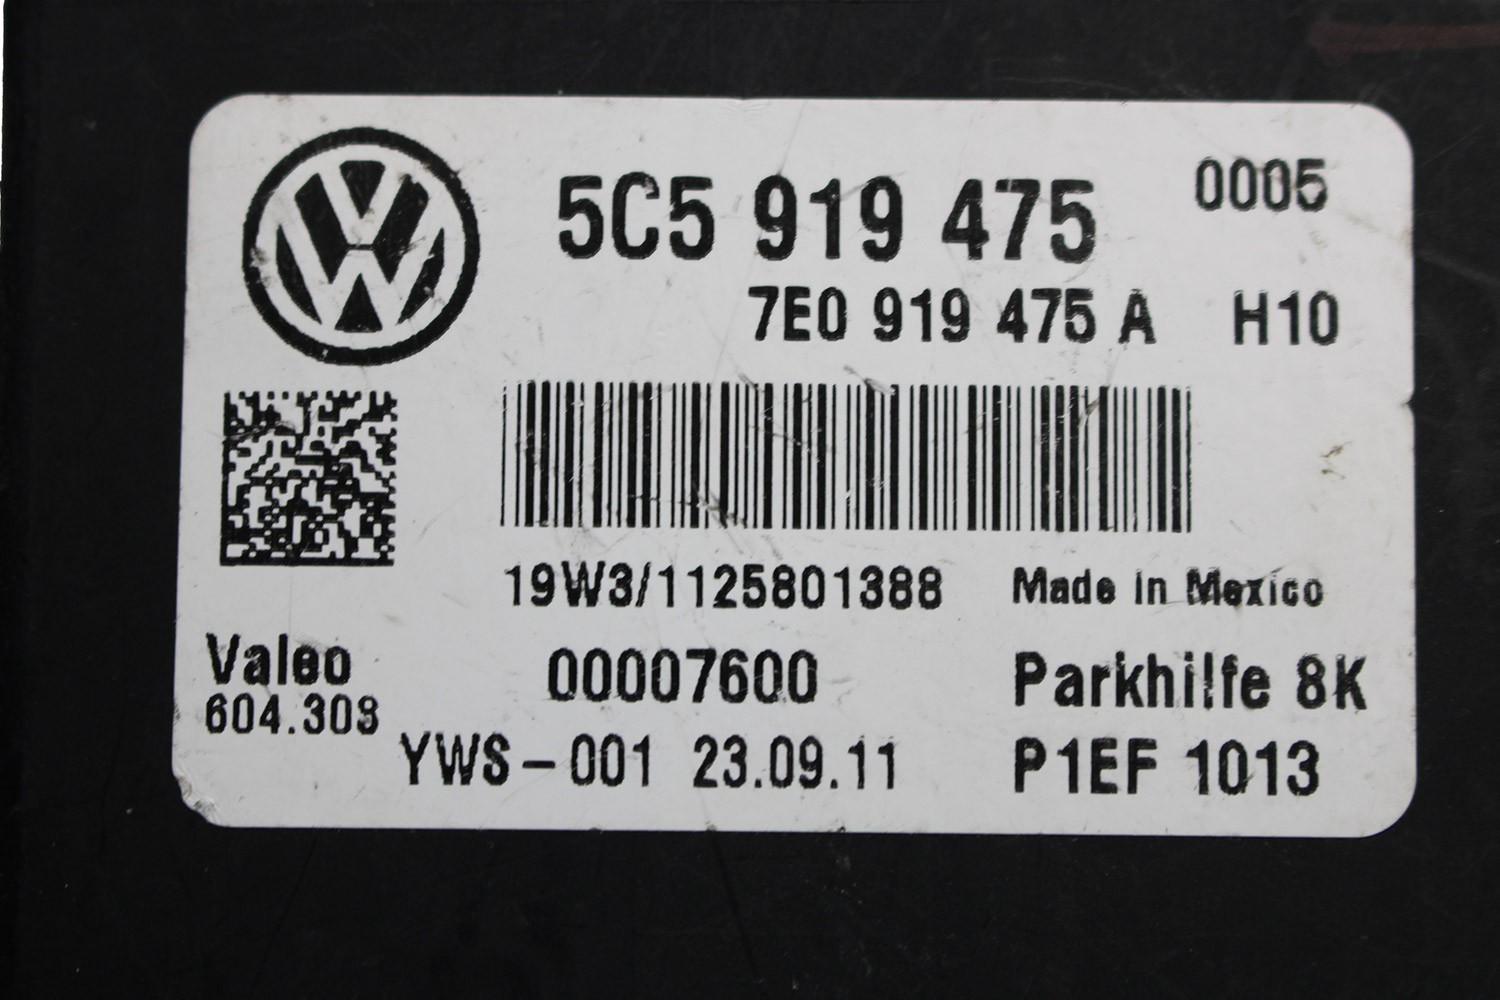 5C5 919 475 0005
7E0 919 475 A H10
19W3/1125801388 Made In Mexico
Valeo 00007600 Parkhilfe 8K
604.308
YWS-001 23.09.11 P1EF 1013